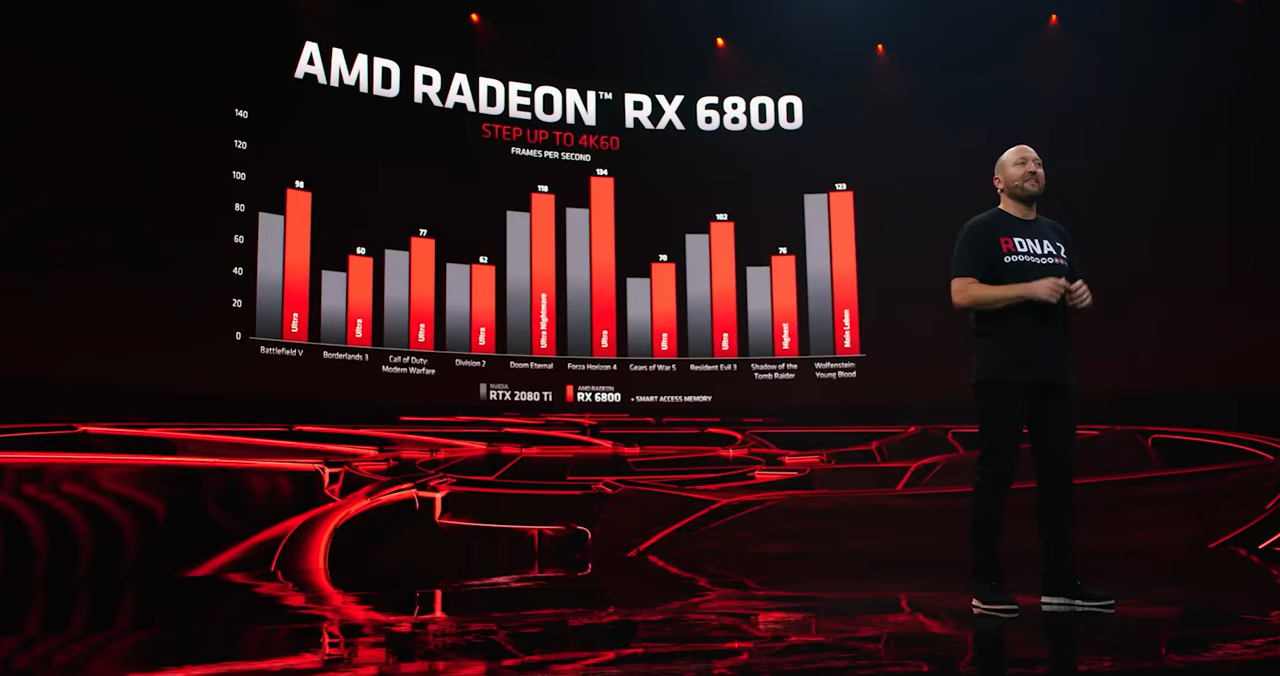 AMD RADEON™ RX 6800
STEP UP TO 4K60
FRAMES PER SECOND
140
120
100
80
60
40
20
0
98
60
77
62
118
134
70
102
76
123
Ultra
Ultra
Ultra
Ultra
Ultra Nightmare
Ultra
Ultra
Ultra
Highest
Mein Leben
Battlefield V
Borderlands 3
Call of Duty:
Modern Warfare
Division 2
Doom Eternal
Forza Horizon 4
Gears of War 5
Resident Evil 3
Shadow of the
Tomb Raider
Wolfenstein:
Young Blood
NVIDIA
RTX 2080 Ti
AMD RADEON
RX 6800
+ SMART ACCESS MEMORY
RDNA 2